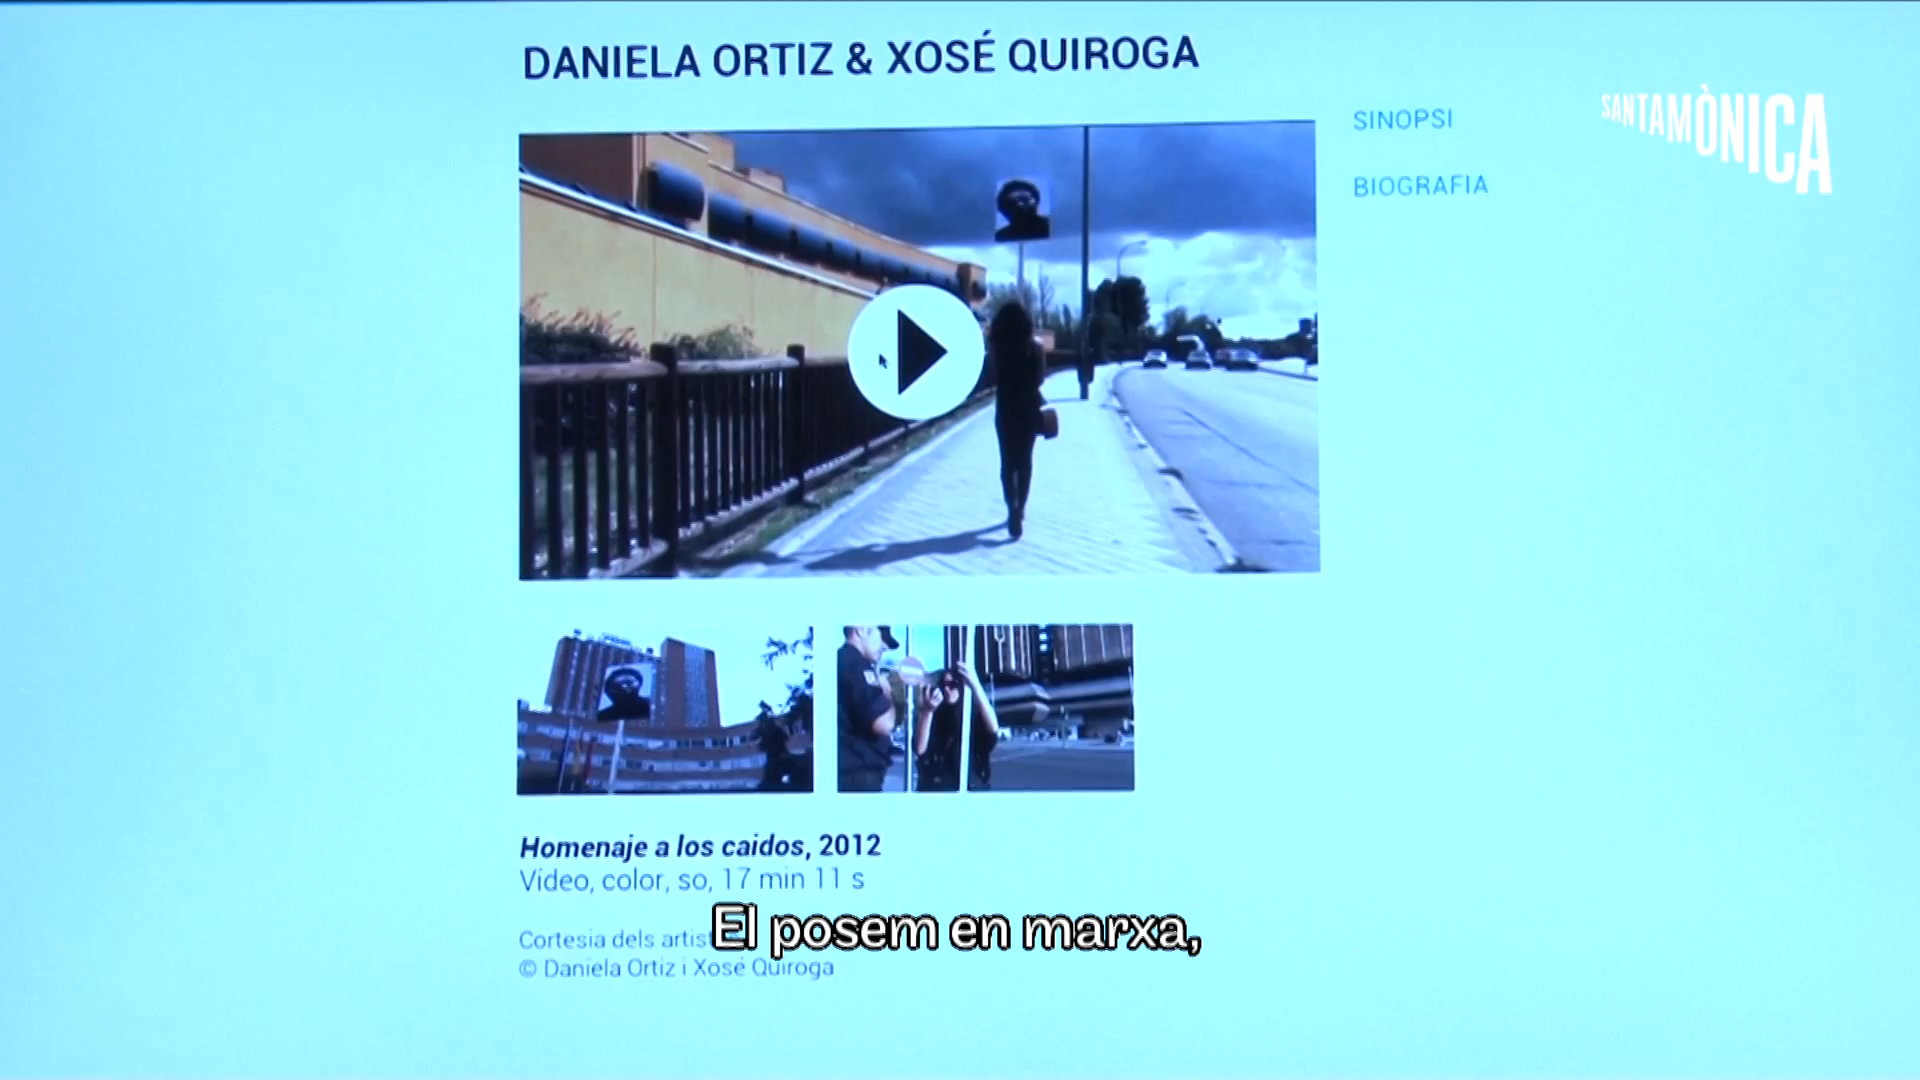 DANIELA ORTIZ & XOSÉ QUIROGA
SINOPSI
BIOGRAFIA
SANTAMÒNICA
Homenaje a los caidos, 2012
Vídeo, color, so, 17 min 11 s
Cortesia dels artist
© Daniela Ortiz i Xosé Quiroga
El posem en marxa,